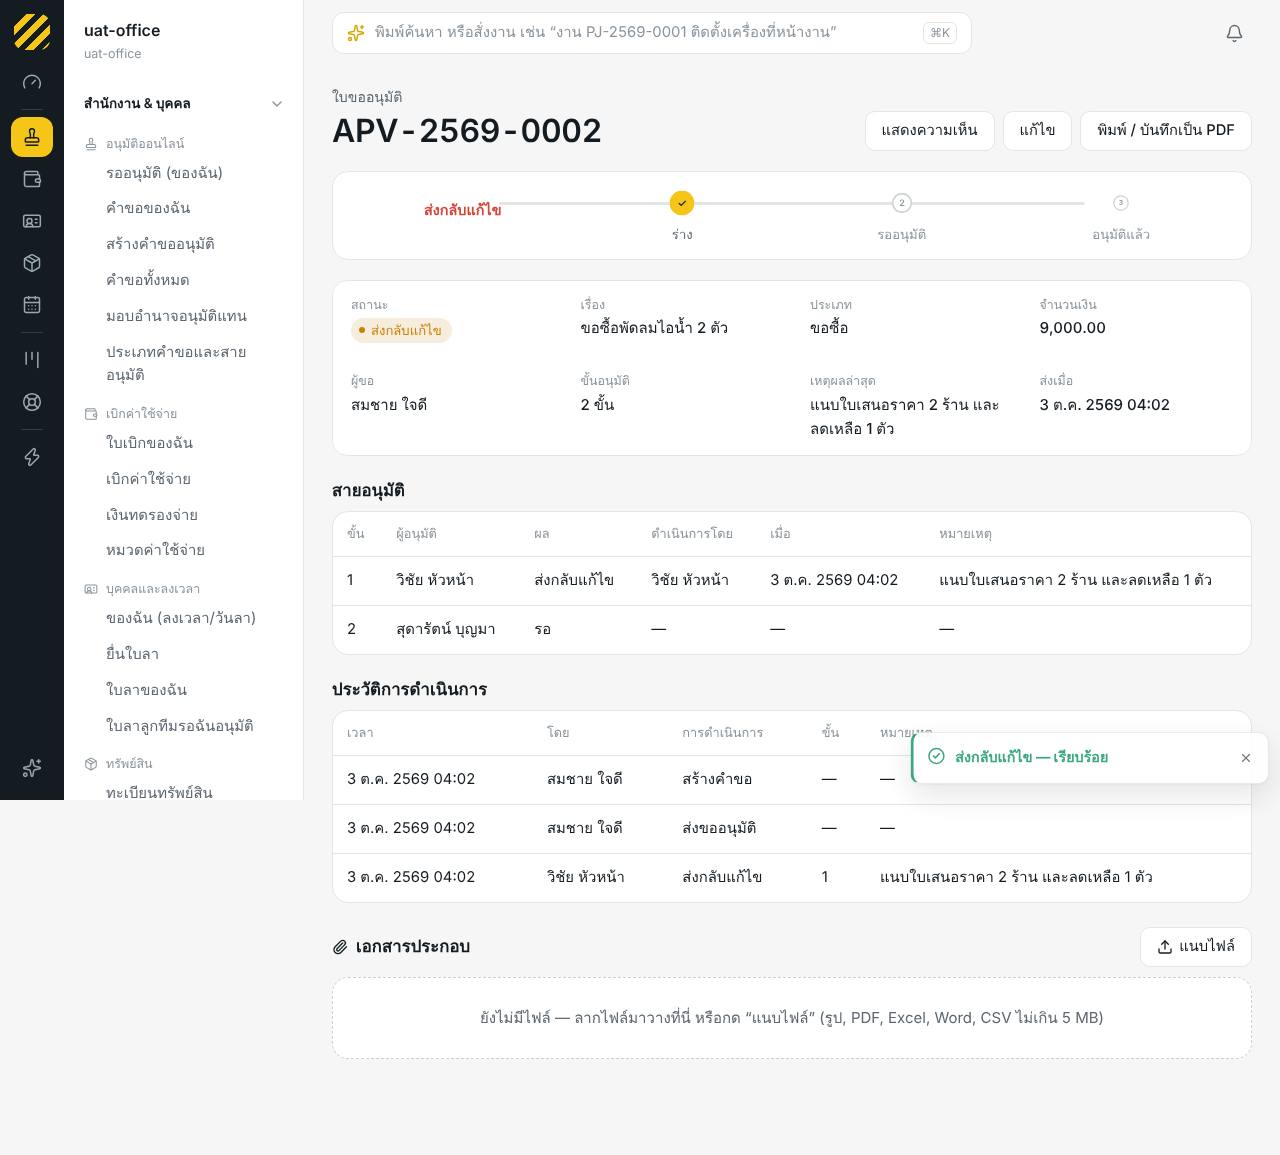 uat-office
uat-office
สำนักงาน & บุคคล
อนุมัติออนไลน์
รออนุมัติ (ของฉัน)
คำขอของฉัน
สร้างคำขออนุมัติ
คำขอทั้งหมด
มอบอำนาจอนุมัติแทน
ประเภทคำขอและสาย
อนุมัติ
เบิกค่าใช้จ่าย
ใบเบิกของฉัน
เบิกค่าใช้จ่าย
เงินทดรองจ่าย
หมวดค่าใช้จ่าย
บุคคลและลงเวลา
ของฉัน (ลงเวลา/วันลา)
ยื่นใบลา
ใบลาของฉัน
ใบลาลูกทีมรอฉันอนุมัติ
ทรัพย์สิน
ทะเบียนทรัพย์สิน
พิมพ์ค้นหา หรือสั่งงาน เช่น “งาน PJ-2569-0001 ติดตั้งเครื่องที่หน้างาน” ⌘K
ใบขออนุมัติ
APV-2569-0002
แสดงความเห็น แก้ไข พิมพ์ / บันทึกเป็น PDF
ส่งกลับแก้ไข 2 3
ร่าง รออนุมัติ อนุมัติแล้ว
สถานะ เรื่อง ประเภท จำนวนเงิน
ส่งกลับแก้ไข ขอซื้อพัดลมไอน้ำ 2 ตัว ขอซื้อ 9,000.00
ผู้ขอ ขั้นอนุมัติ เหตุผลล่าสุด ส่งเมื่อ
สมชาย ใจดี 2 ขั้น แนบใบเสนอราคา 2 ร้าน และ 3 ต.ค. 2569 04:02
ลดเหลือ 1 ตัว
สายอนุมัติ
ขั้น ผู้อนุมัติ ผล ดำเนินการโดย เมื่อ หมายเหตุ
1 วิชัย หัวหน้า ส่งกลับแก้ไข วิชัย หัวหน้า 3 ต.ค. 2569 04:02 แนบใบเสนอราคา 2 ร้าน และลดเหลือ 1 ตัว
2 สุดารัตน์ บุญมา รอ — — —
ประวัติการดำเนินการ
เวลา โดย การดำเนินการ ขั้น หมายเหตุ
ส่งกลับแก้ไข — เรียบร้อย
3 ต.ค. 2569 04:02 สมชาย ใจดี สร้างคำขอ — —
3 ต.ค. 2569 04:02 สมชาย ใจดี ส่งขออนุมัติ — —
3 ต.ค. 2569 04:02 วิชัย หัวหน้า ส่งกลับแก้ไข 1 แนบใบเสนอราคา 2 ร้าน และลดเหลือ 1 ตัว
เอกสารประกอบ แนบไฟล์
ยังไม่มีไฟล์ — ลากไฟล์มาวางที่นี่ หรือกด “แนบไฟล์” (รูป, PDF, Excel, Word, CSV ไม่เกิน 5 MB)